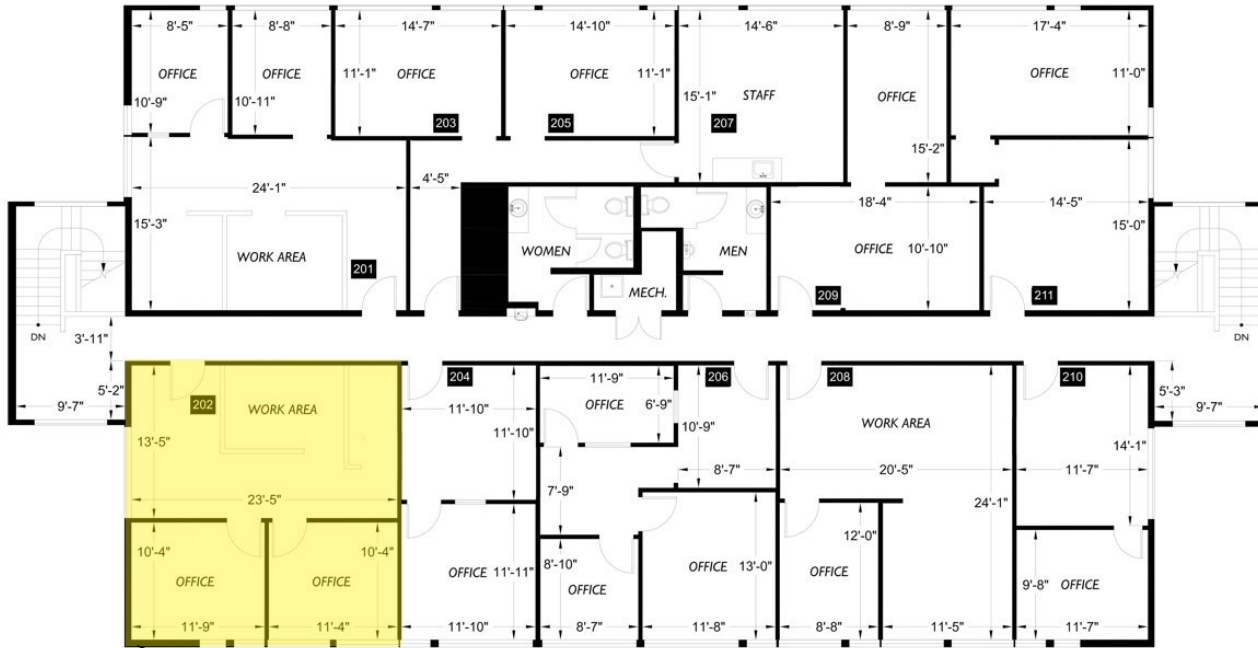 8'-5" 8'-8" 14'-7" 14'-10" 14'-6" 8'-9" 17'-4"
OFFICE OFFICE 11'-1" OFFICE OFFICE 11'-1" OFFICE 11'-0"
10'-9" 10'-11" 15'-1" STAFF OFFICE
203 205 207
15'-2"
24'-1" 4'-5" 18'-4" 14'-5"
15'-3" 15'-0"
WORK AREA WOMEN MEN OFFICE 10'-10"
201 MECH. 209 211
DN DN
3'-11"
202 204 206 208 210
5'-2" 11'-9" 5'-3"
9'-7" WORK AREA 11'-10" OFFICE 6'-9" WORK AREA 9'-7"
13'-5" 11'-10" 10'-9" 14'-1"
23'-5" 7'-9" 8'-7" 20'-5" 11'-7"
24'-1"
10'-4" 10'-4" 12'-0"
OFFICE OFFICE OFFICE 11'-11" 8'-10" OFFICE OFFICE 13'-0" OFFICE 9'-8" OFFICE
11'-9" 11'-4" 11'-10" 8'-7" 11'-8" 8'-8" 11'-5" 11'-7"